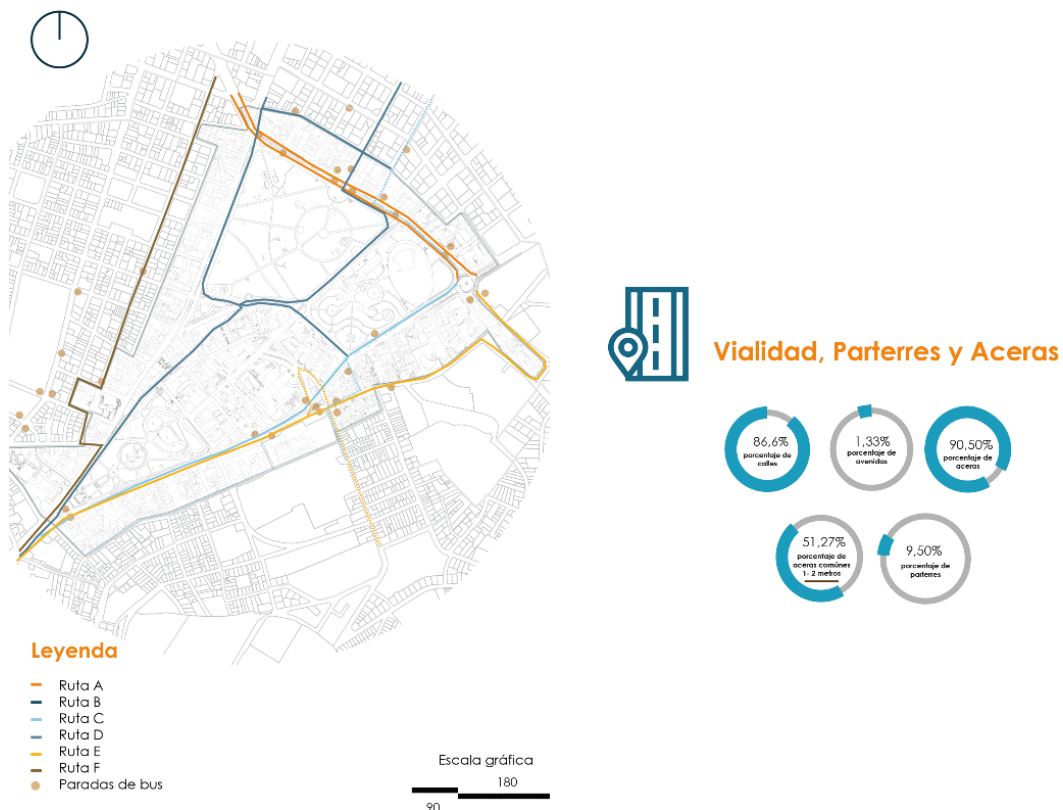 Vialidad, Parterres y Aceras
86,6%
porcentaje de
calles
1,33%
porcentaje de
avenidas
90,50%
porcentaje de
aceras
51,27%
porcentaje de
aceras comúnes
1- 2 metros
9,50%
porcentaje de
parterres
Leyenda
Ruta A
Ruta B
Ruta C
Ruta D
Ruta E
Ruta F
Paradas de bus
Escala gráfica
180
90